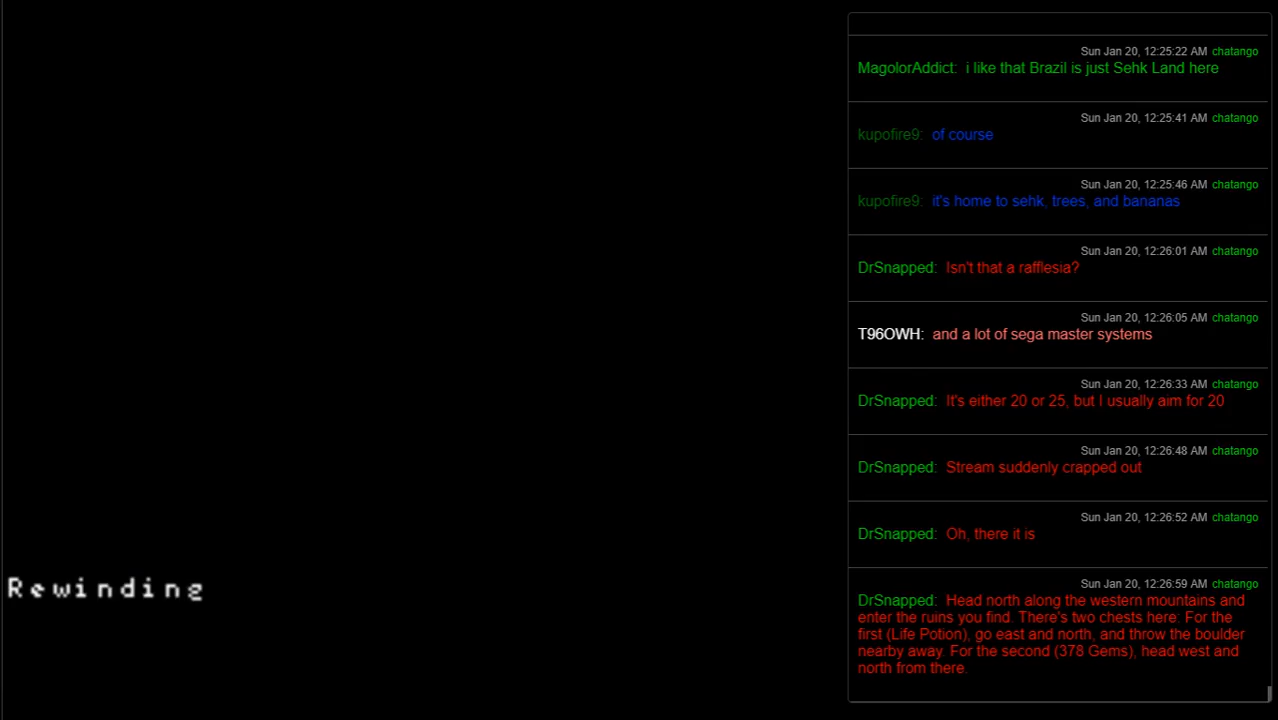 Sun Jan 20, 12:25:22 AM chatango
MagolorAddict: i like that Brazil is just Sehk Land here
Sun Jan 20, 12:25:41 AM chatango
kupofire9: of course
Sun Jan 20, 12:25:46 AM chatango
kupofire9: it's home to sehk, trees, and bananas
Sun Jan 20, 12:26:01 AM chatango
DrSnapped: Isn't that a rafflesia?
Sun Jan 20, 12:26:05 AM chatango
T96OWH: and a lot of sega master systems
Sun Jan 20, 12:26:33 AM chatango
DrSnapped: It's either 20 or 25, but I usually aim for 20
Sun Jan 20, 12:26:48 AM chatango
DrSnapped: Stream suddenly crapped out
Sun Jan 20, 12:26:52 AM chatango
DrSnapped: Oh, there it is
Sun Jan 20, 12:26:59 AM chatango
DrSnapped: Head north along the western mountains and
enter the ruins you find. There's two chests here: For the
first (Life Potion), go east and north, and throw the boulder
nearby away. For the second (378 Gems), head west and
north from there.
Rewinding